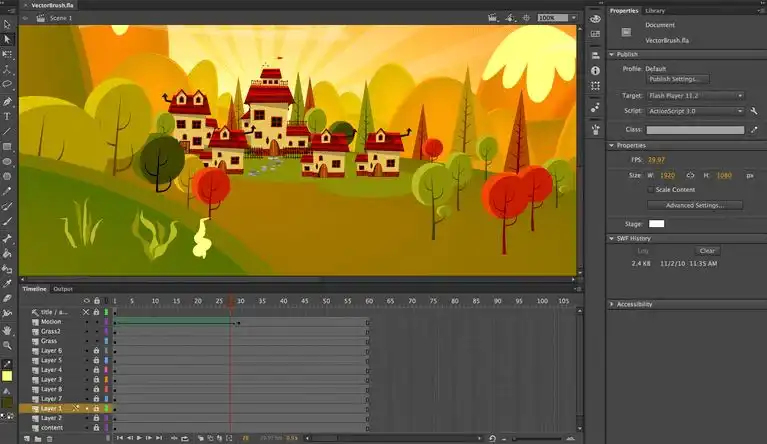 VectorBrush.fla
Scene 1
100%
Properties
Library
Document
VectorBrush.fla
Publish
Profile: Default
Publish Settings...
Target: Flash Player 11.2
Script: ActionScript 3.0
Class:
Properties
FPS: 29.97
Size W: 1920 H: 1080 px
Scale Content
Advanced Settings...
Stage:
SWF History
Log
Clear
2.4 KB 11/2/10 - 11:35 AM
Accessibility
Timeline
Output
1 5 10 15 20 25 30 35 40 45 50 55 60 65 70 75 80 85 90 95 100 105
title / a...
Motion
Grass2
Grass
Layer 6
Layer 5
Layer 4
Layer 3
Layer 8
Layer 7
Layer 1
Layer 2
content
28 29.97 fps 0.9s